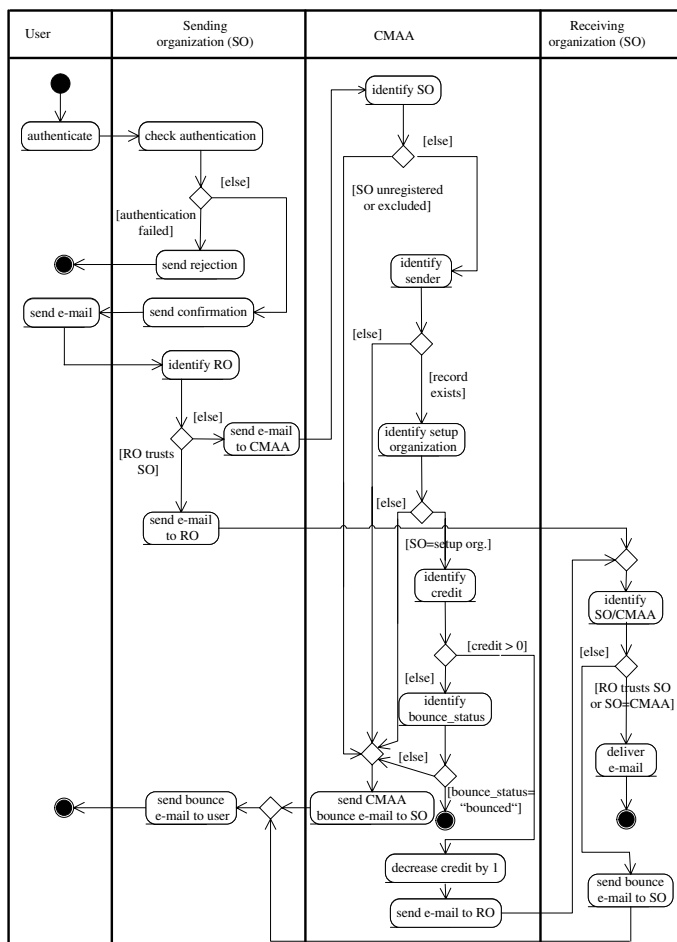 User
Sending
organization (SO)
CMAA
Receiving
organization (SO)
identify SO
authenticate
check authentication
[else]
[else]
[authentication
failed]
[SO unregistered
or excluded]
send rejection
identify
sender
send e-mail
send confirmation
[else]
identify RO
[record
exists]
[else]
send e-mail
to CMAA
identify setup
organization
[RO trusts
SO]
[else]
send e-mail
to RO
[SO=setup org.]
identify
credit
identify
SO/CMAA
[credit > 0]
[else]
[else]
identify
bounce_status
[RO trusts SO
or SO=CMAA]
[else]
deliver
e-mail
[bounce_status=
“bounced“]
send bounce
e-mail to user
send CMAA
bounce e-mail to SO
decrease credit by 1
send bounce
e-mail to SO
send e-mail to RO